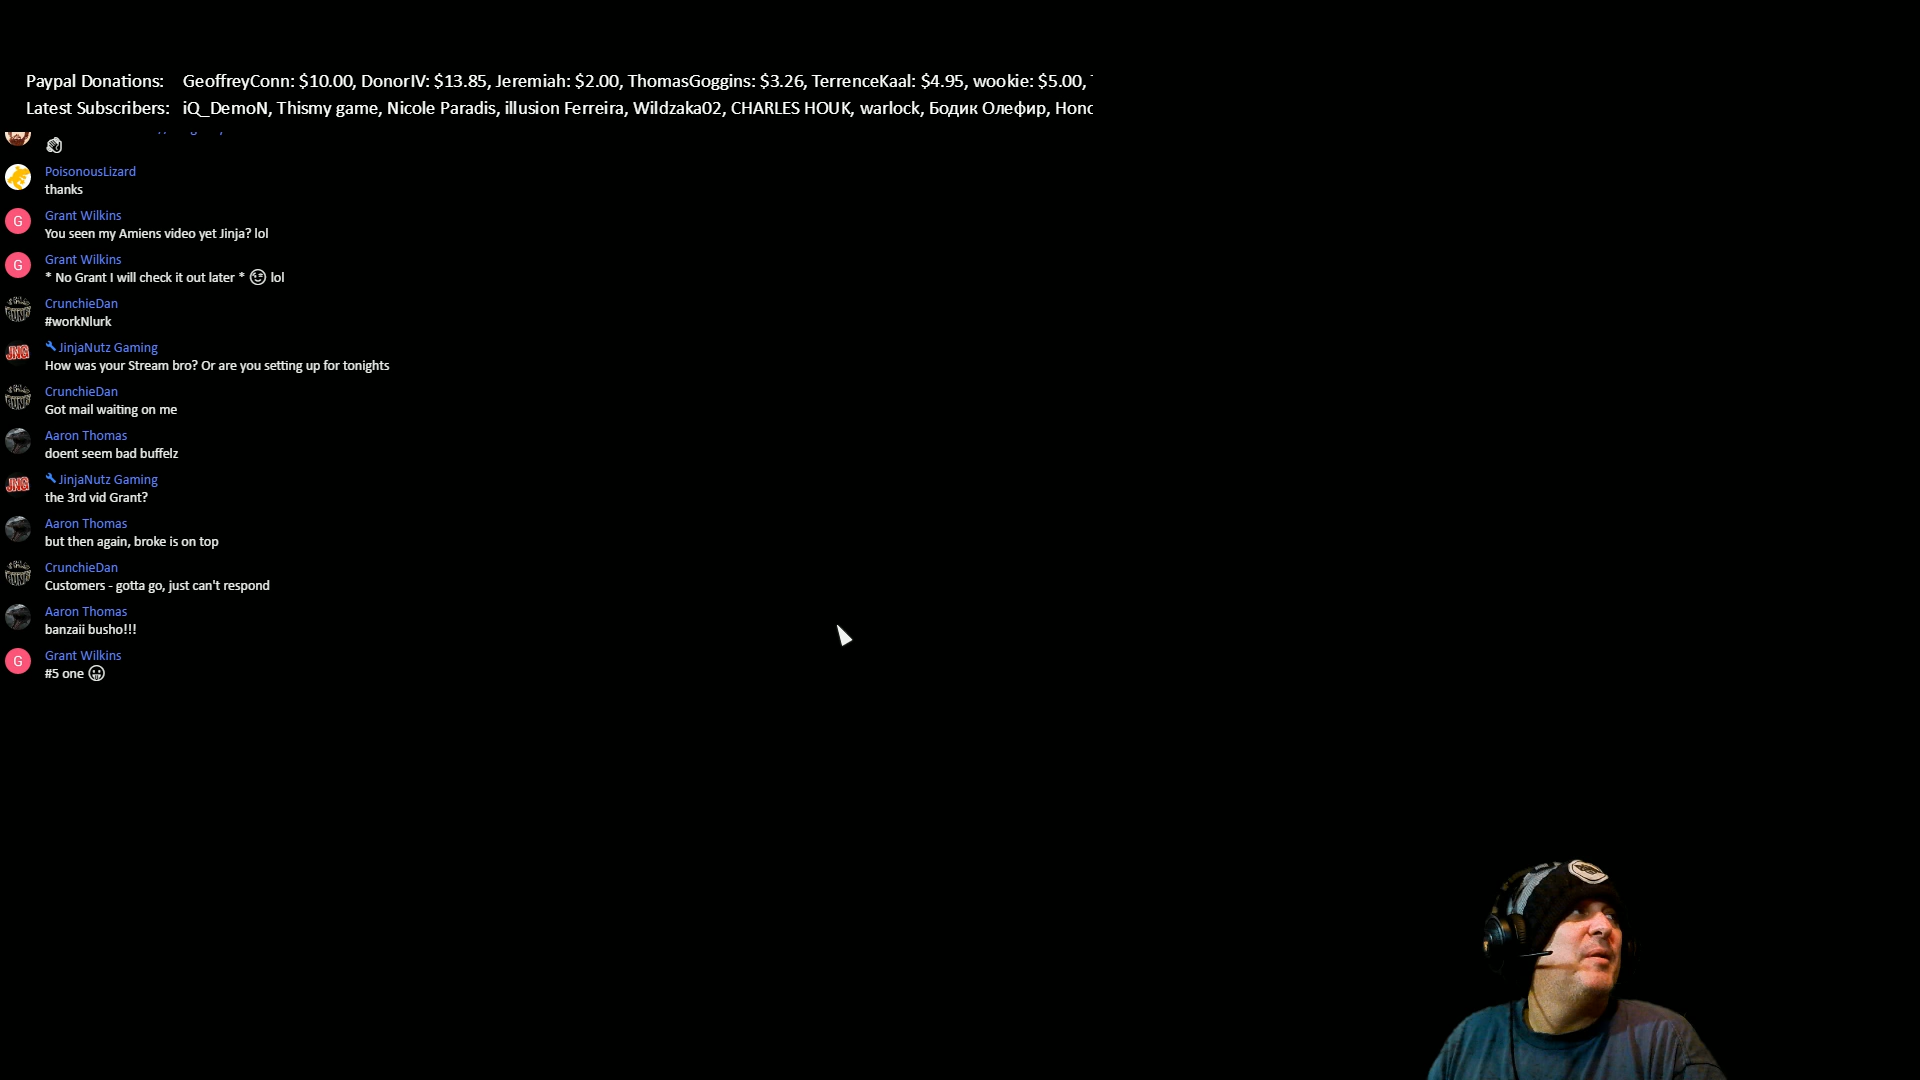 Paypal Donations: GeoffreyConn: $10.00, DonorIV: $13.85, Jeremiah: $2.00, ThomasGoggins: $3.26, TerrenceKaal: $4.95, wookie: $5.00,
Latest Subscribers: iQ_DemoN, Thismy game, Nicole Paradis, illusion Ferreira, Wildzaka02, CHARLES HOUK, warlock, Бодик Олефир, Honc
PoisonousLizard
thanks
G
Grant Wilkins
You seen my Amiens video yet Jinja? lol
G
Grant Wilkins
* No Grant I will check it out later * 😉 lol
CrunchieDan
#workNlurk
JNG
JinjaNutz Gaming
How was your Stream bro? Or are you setting up for tonights
CrunchieDan
Got mail waiting on me
Aaron Thomas
doent seem bad buffelz
JNG
JinjaNutz Gaming
the 3rd vid Grant?
Aaron Thomas
but then again, broke is on top
CrunchieDan
Customers - gotta go, just can't respond
Aaron Thomas
banzaii busho!!!
G
Grant Wilkins
#5 one 😛